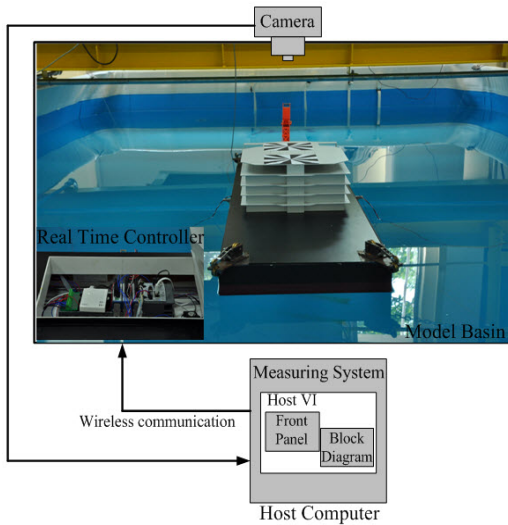 Camera
Real Time Controller
Model Basin
Measuring System
Host VI
Front
Panel
Block
Diagram
Wireless communication
Host Computer